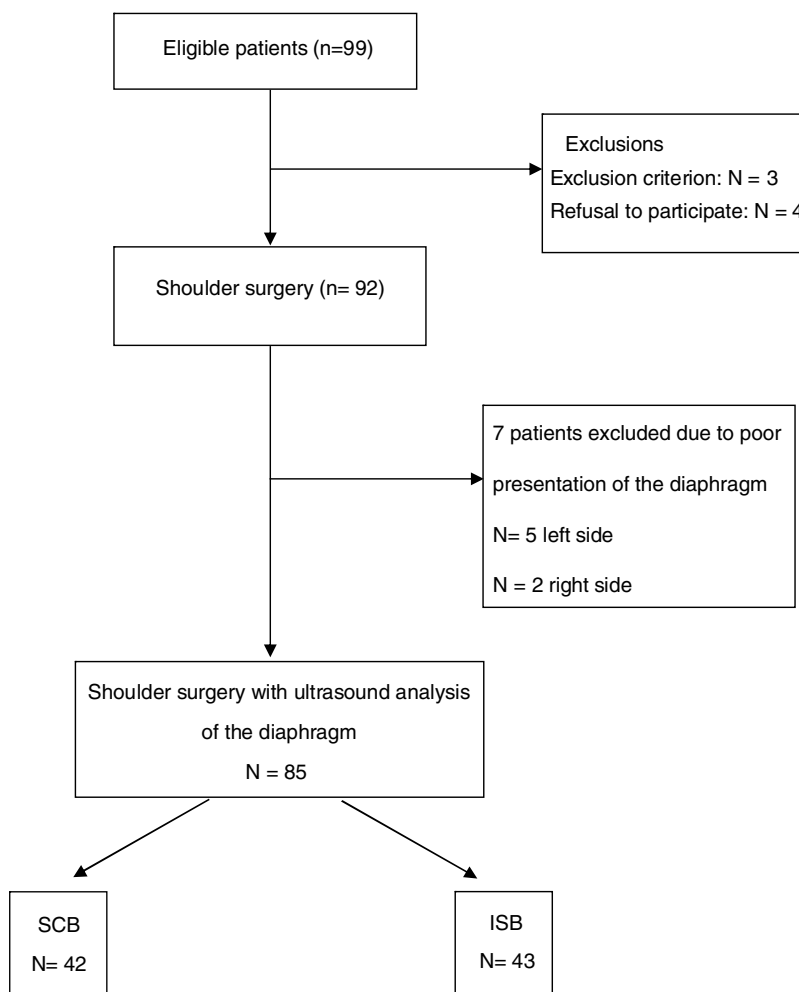 Eligible patients (n=99)
Exclusions
Exclusion criterion: N = 3
Refusal to participate: N = 4
Shoulder surgery (n= 92)
7 patients excluded due to poor
presentation of the diaphragm
N= 5 left side
N = 2 right side
Shoulder surgery with ultrasound analysis
of the diaphragm
N = 85
SCB
N= 42
ISB
N= 43